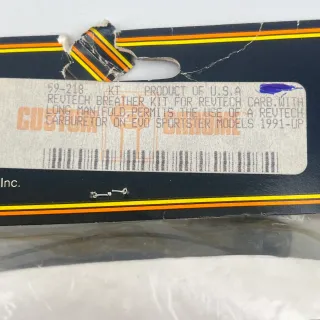 59-218 KT PRODUCT OF U.S.A
REVTECH BREATHER KIT FOR REVTECH CARB.WITH
LONG MANIFOLD-PERMITS THE USE OF A REVTECH
CARBURETOR ON EVO SPORTSTER MODELS 1991-UP
CUSTOM CHROME
Inc.